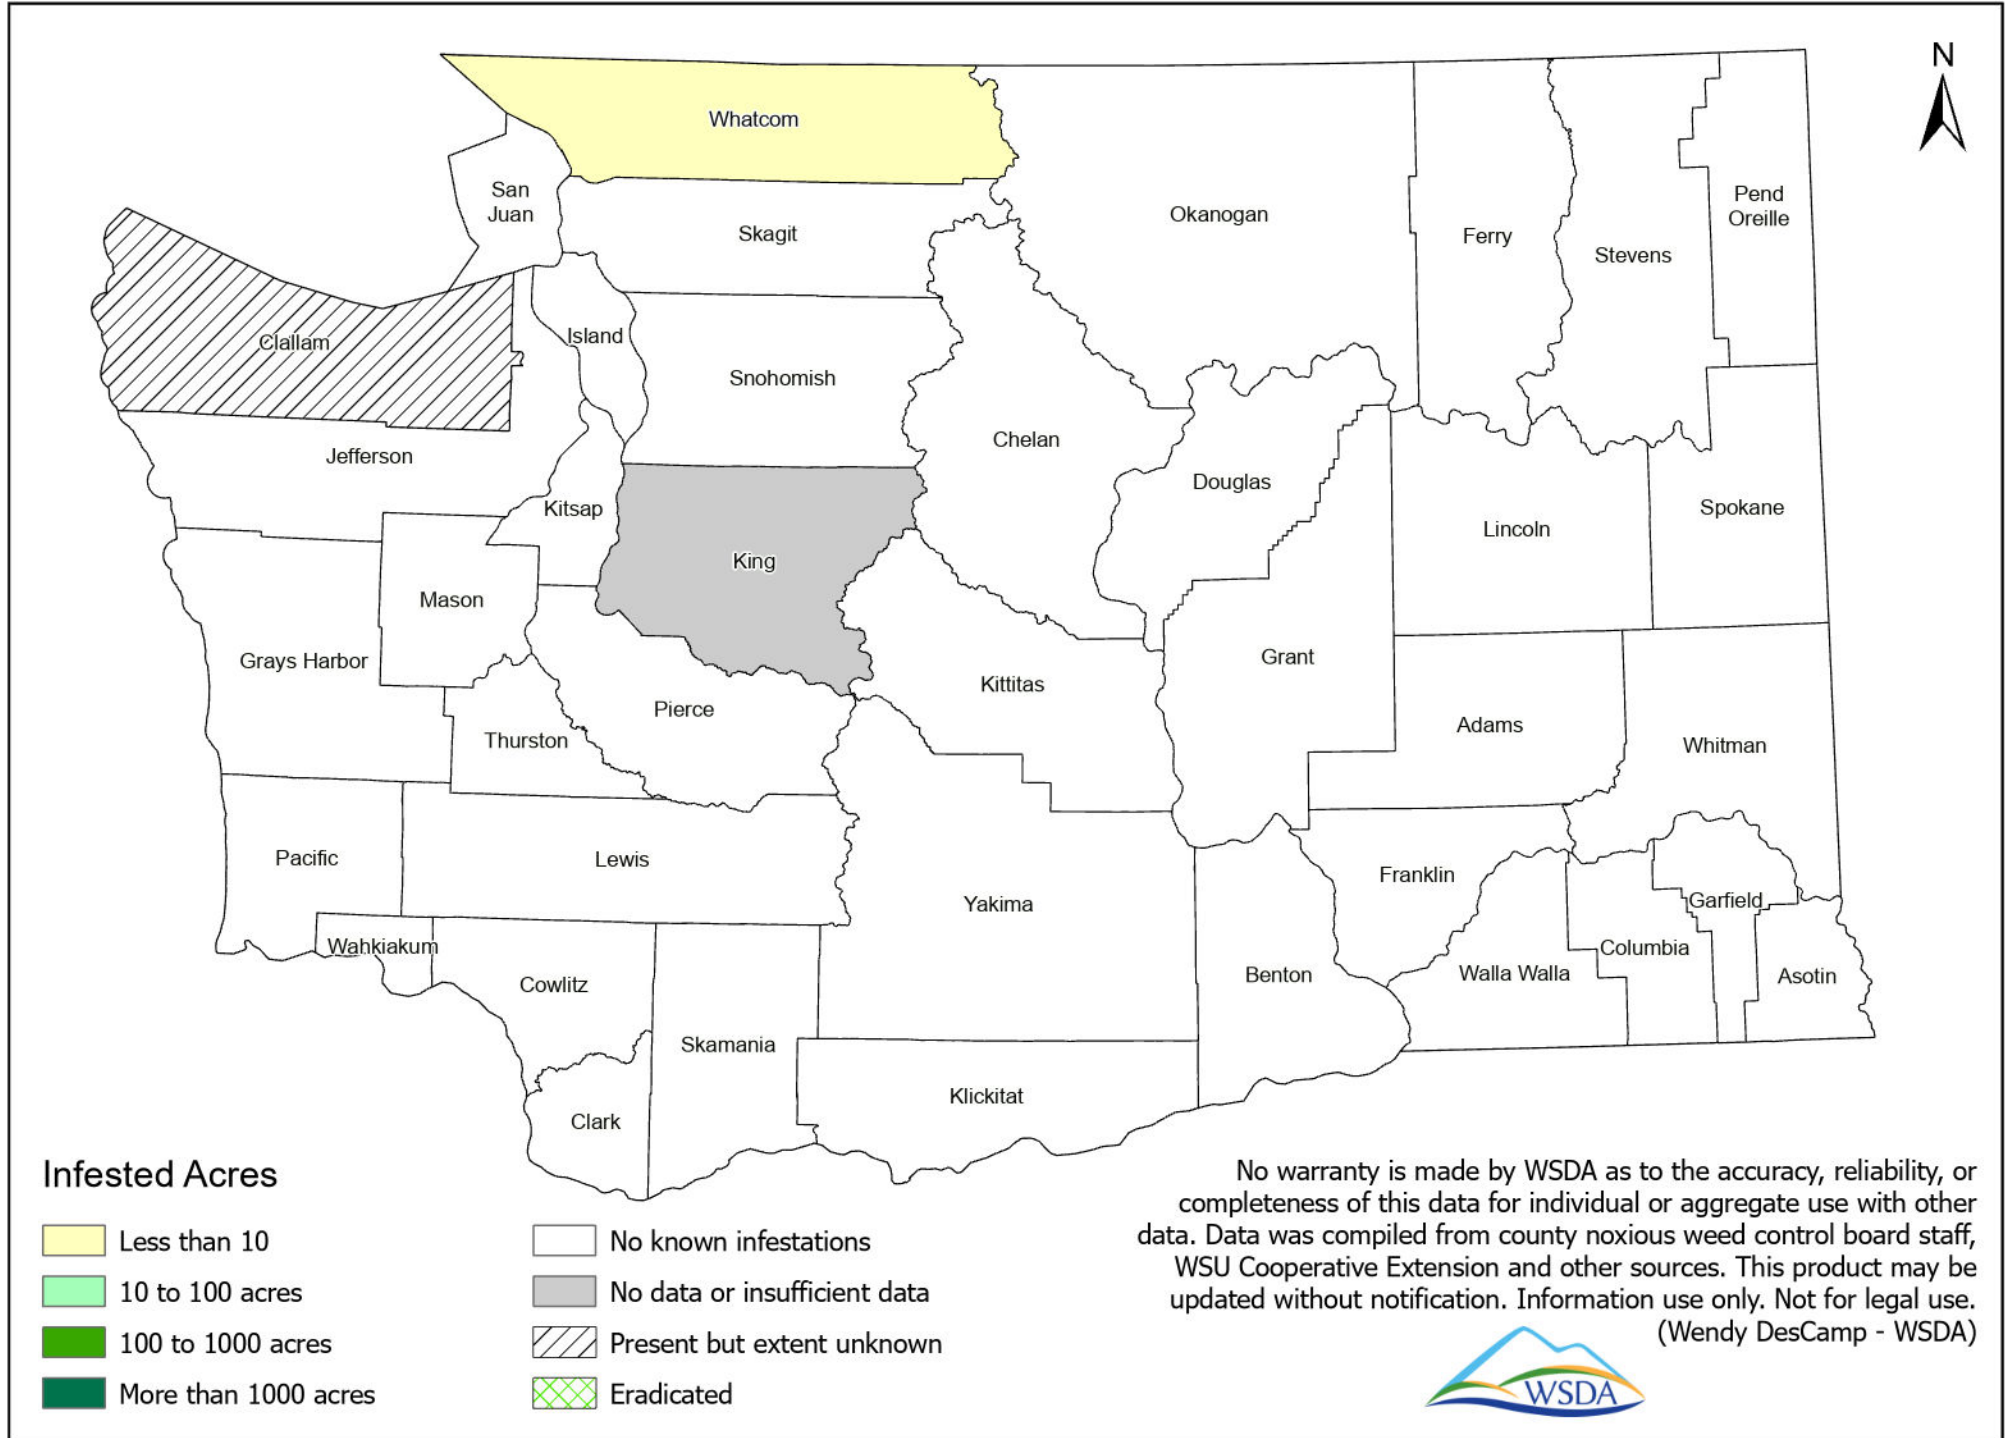 N
Whatcom
San
Juan
Skagit
Okanogan
Ferry
Stevens
Pend
Oreille
Clallam
Island
Snohomish
Chelan
Jefferson
Kitsap
King
Douglas
Lincoln
Spokane
Mason
Grays Harbor
Kittitas
Grant
Pierce
Thurston
Adams
Whitman
Pacific
Lewis
Yakima
Franklin
Garfield
Wahkiakum
Cowlitz
Benton
Walla Walla
Columbia
Asotin
Skamania
Klickitat
Clark
Infested Acres
Less than 10
10 to 100 acres
100 to 1000 acres
More than 1000 acres
No known infestations
No data or insufficient data
Present but extent unknown
Eradicated
No warranty is made by WSDA as to the accuracy, reliability, or
completeness of this data for individual or aggregate use with other
data. Data was compiled from county noxious weed control board staff,
WSU Cooperative Extension and other sources. This product may be
updated without notification. Information use only. Not for legal use.
(Wendy DesCamp - WSDA)
WSDA